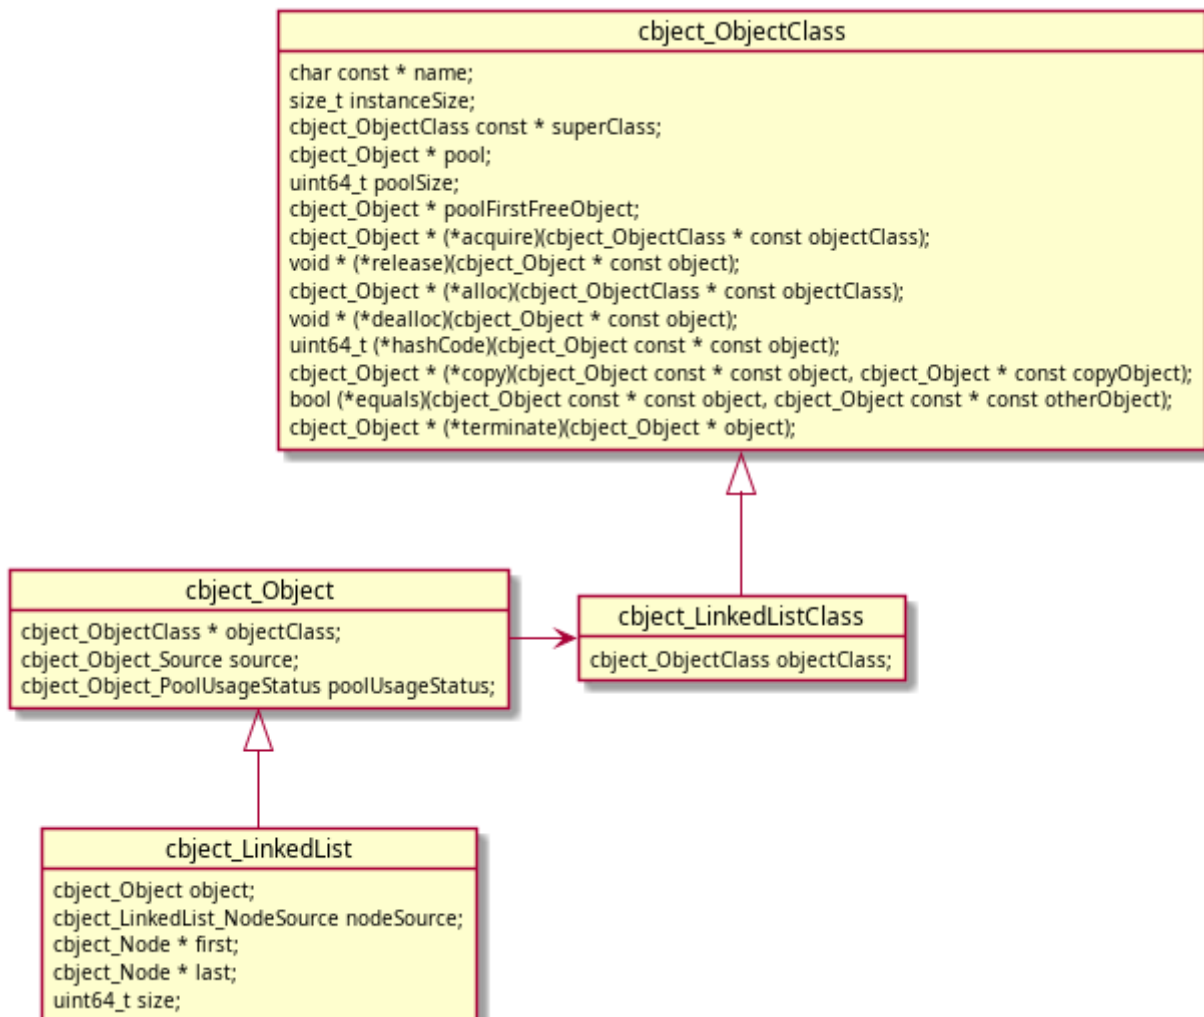 cbject_ObjectClass
char const * name;
size_t instanceSize;
cbject_ObjectClass const * superClass;
cbject_Object * pool;
uint64_t poolSize;
cbject_Object * poolFirstFreeObject;
cbject_Object * (*acquire)(cbject_ObjectClass * const objectClass);
void * (*release)(cbject_Object * const object);
cbject_Object * (*alloc)(cbject_ObjectClass * const objectClass);
void * (*dealloc)(cbject_Object * const object);
uint64_t (*hashCode)(cbject_Object const * const object);
cbject_Object * (*copy)(cbject_Object const * const object, cbject_Object * const copyObject);
bool (*equals)(cbject_Object const * const object, cbject_Object const * const otherObject);
cbject_Object * (*terminate)(cbject_Object * object);
cbject_Object
cbject_ObjectClass * objectClass;
cbject_Object_Source source;
cbject_Object_PoolUsageStatus poolUsageStatus;
cbject_LinkedListClass
cbject_ObjectClass objectClass;
cbject_LinkedList
cbject_Object object;
cbject_LinkedList_NodeSource nodeSource;
cbject_Node * first;
cbject_Node * last;
uint64_t size;